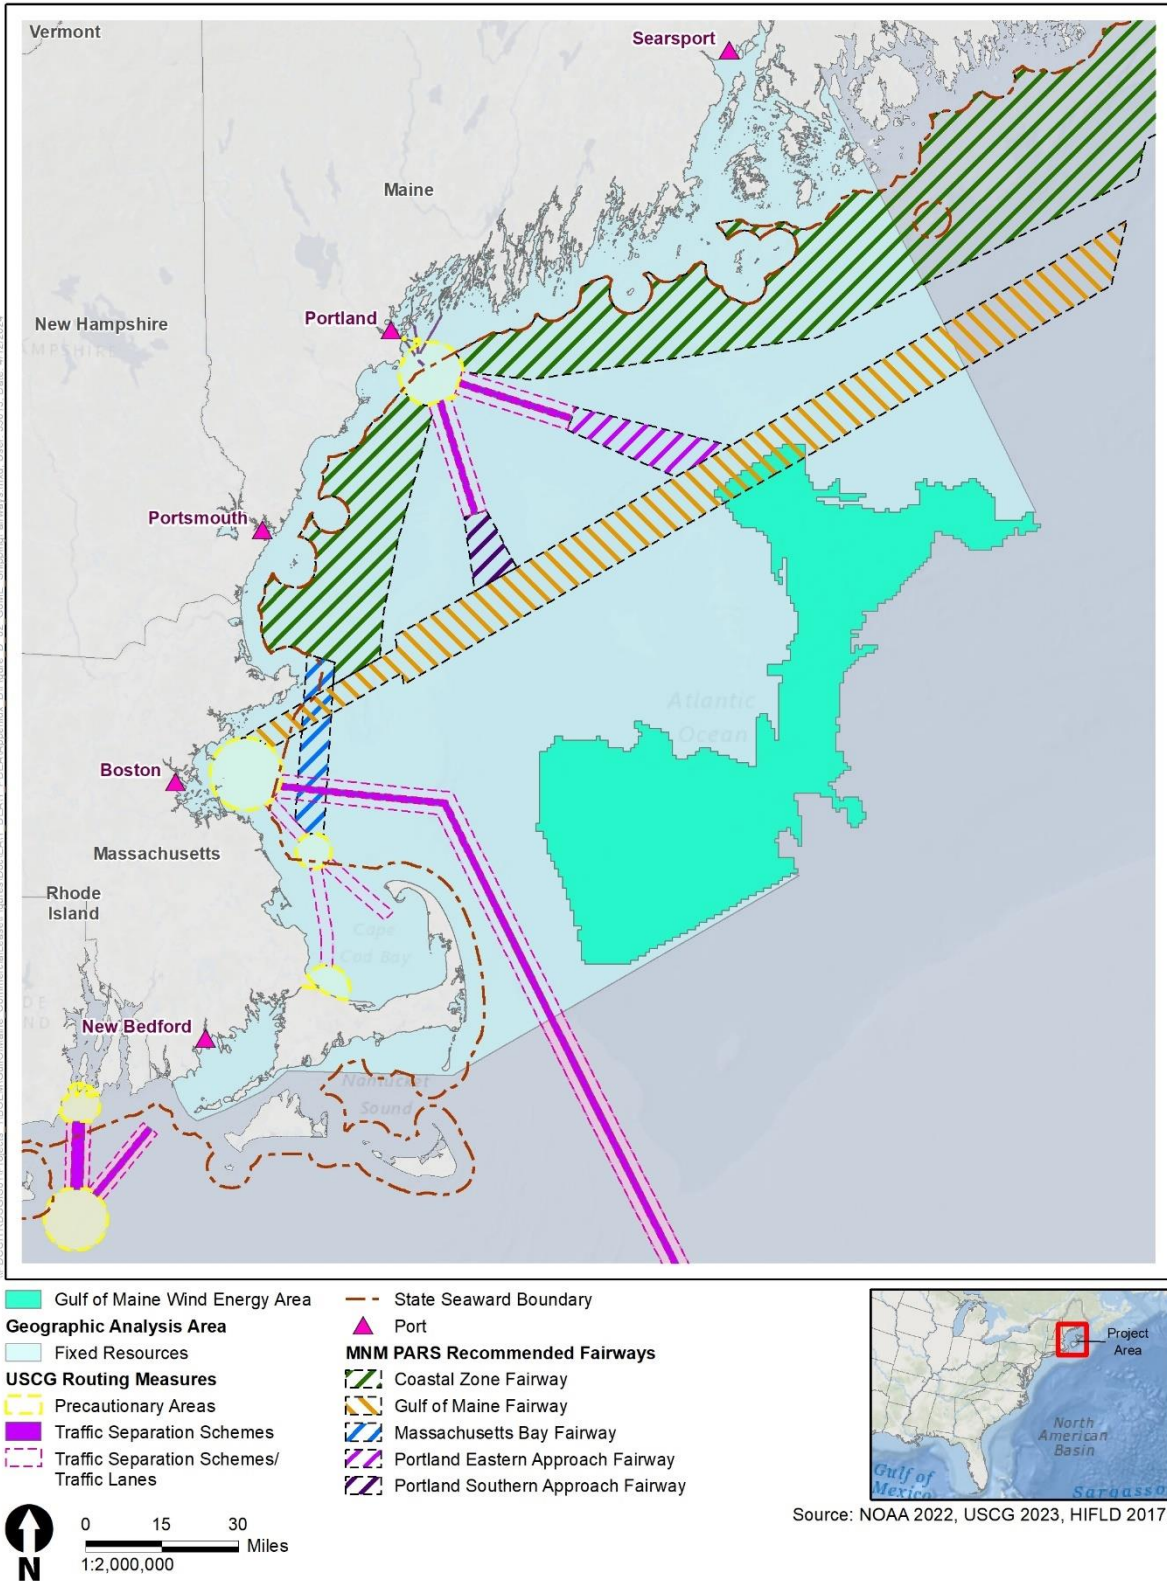 Vermont
Searsport
Maine
Portland
New Hampshire
Portsmouth
Atlantic
Ocean
Boston
Massachusetts
Rhode
Island
Cape
Cod Bay
New Bedford
Nantucket
Sound
Gulf of Maine Wind Energy Area
Geographic Analysis Area
Fixed Resources
USCG Routing Measures
Precautionary Areas
Traffic Separation Schemes
Traffic Separation Schemes/
Traffic Lanes
State Seaward Boundary
Port
MNM PARS Recommended Fairways
Coastal Zone Fairway
Gulf of Maine Fairway
Massachusetts Bay Fairway
Portland Eastern Approach Fairway
Portland Southern Approach Fairway
Project
Area
North
American
Basin
Gulf of
Mexico
Sargasso
Source: NOAA 2022, USCG 2023, HIFLD 2017
N
0 15 30
Miles
1:2,000,000